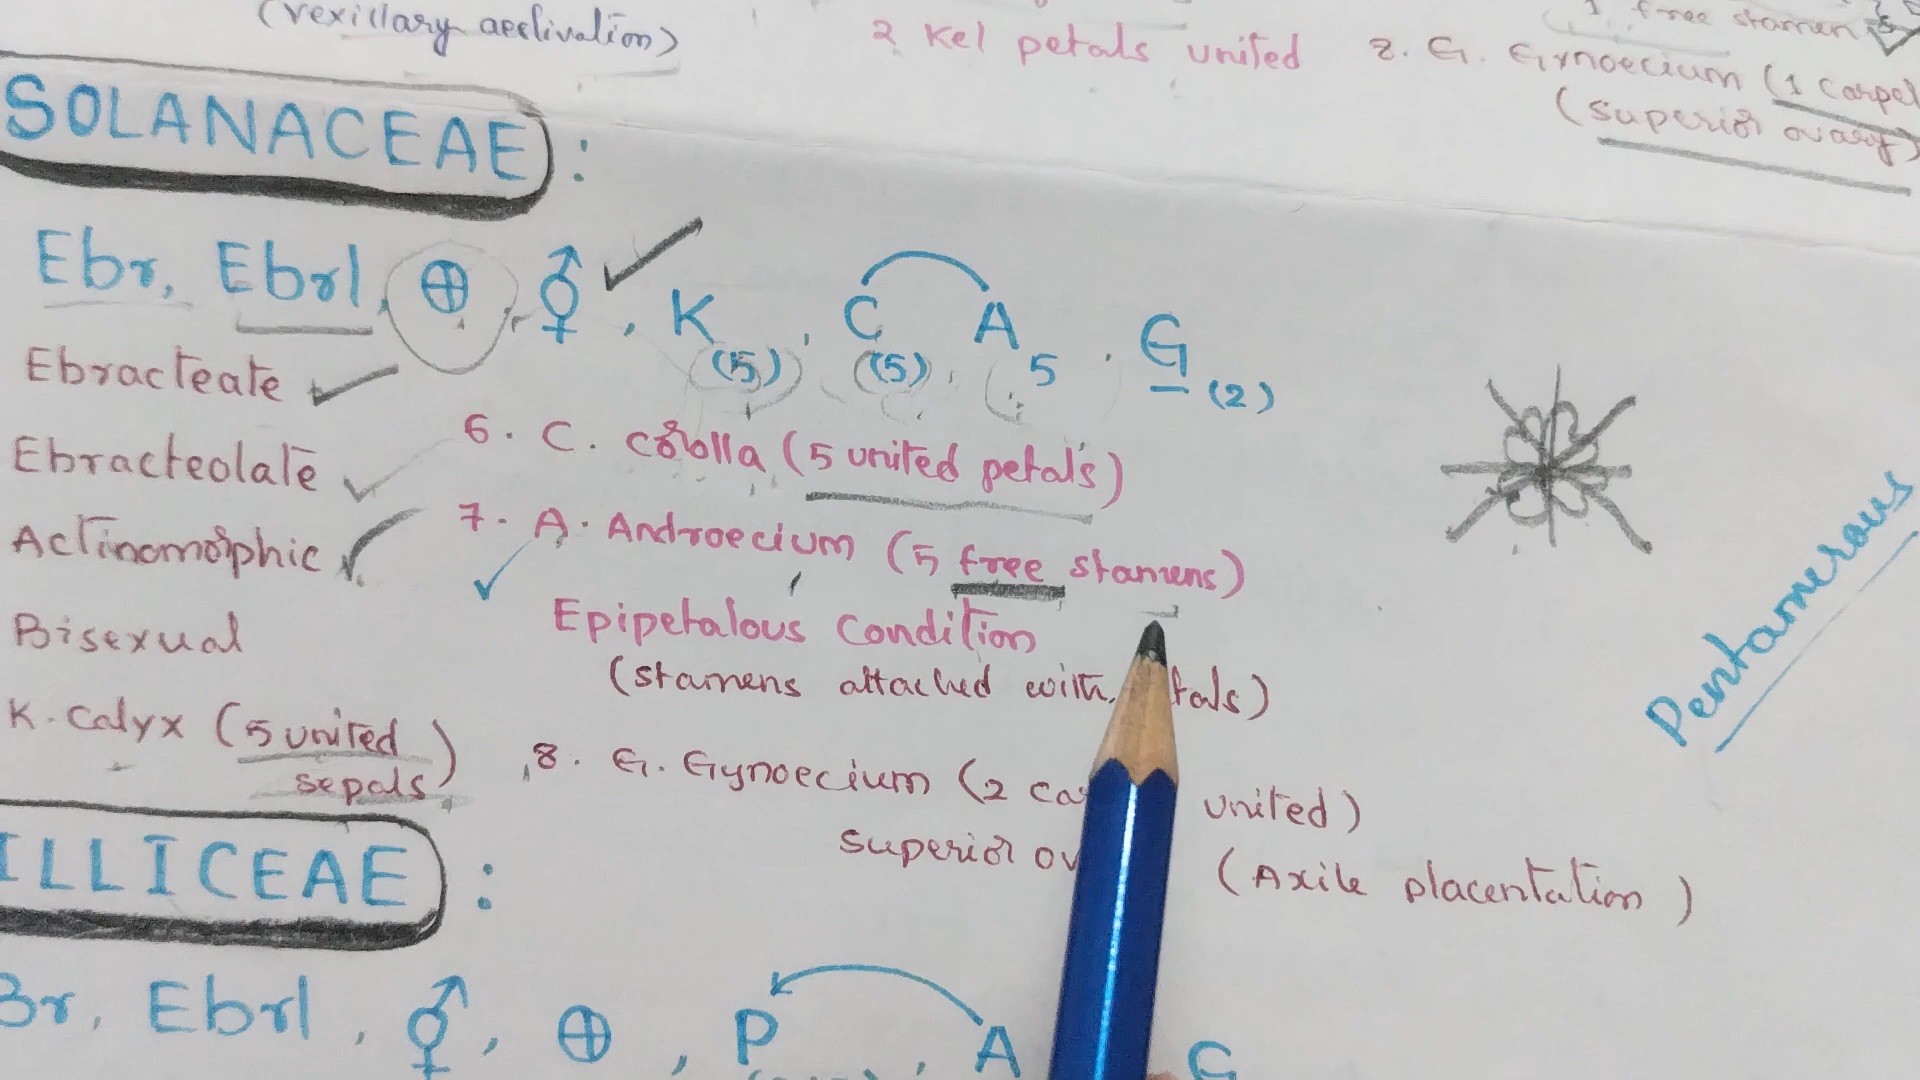 (vexillary aestivation)
2 Kel petals united
1 free stamen
8. G. Gynoecium (1 Carpel
(Superior ovary)
SOLANACEAE :
Ebr, Ebrl, ⊕, ⚥, K(5), C(5) A5, G(2)
Ebracteate
Ebracteolate
Actinomorphic
Bisexual
K. Calyx (5 united
sepals)
6. C. Corolla (5 united petals)
7. A. Androecium (5 free stamens)
Epipetalous Condition
(stamens attached with tals)
8. G. Gynoecium (2 ca united)
Superior ov (Axile placentation)
Pentamerous
ILLICEAE :
Br, Ebrl, ⚥, ⊕, P, A G